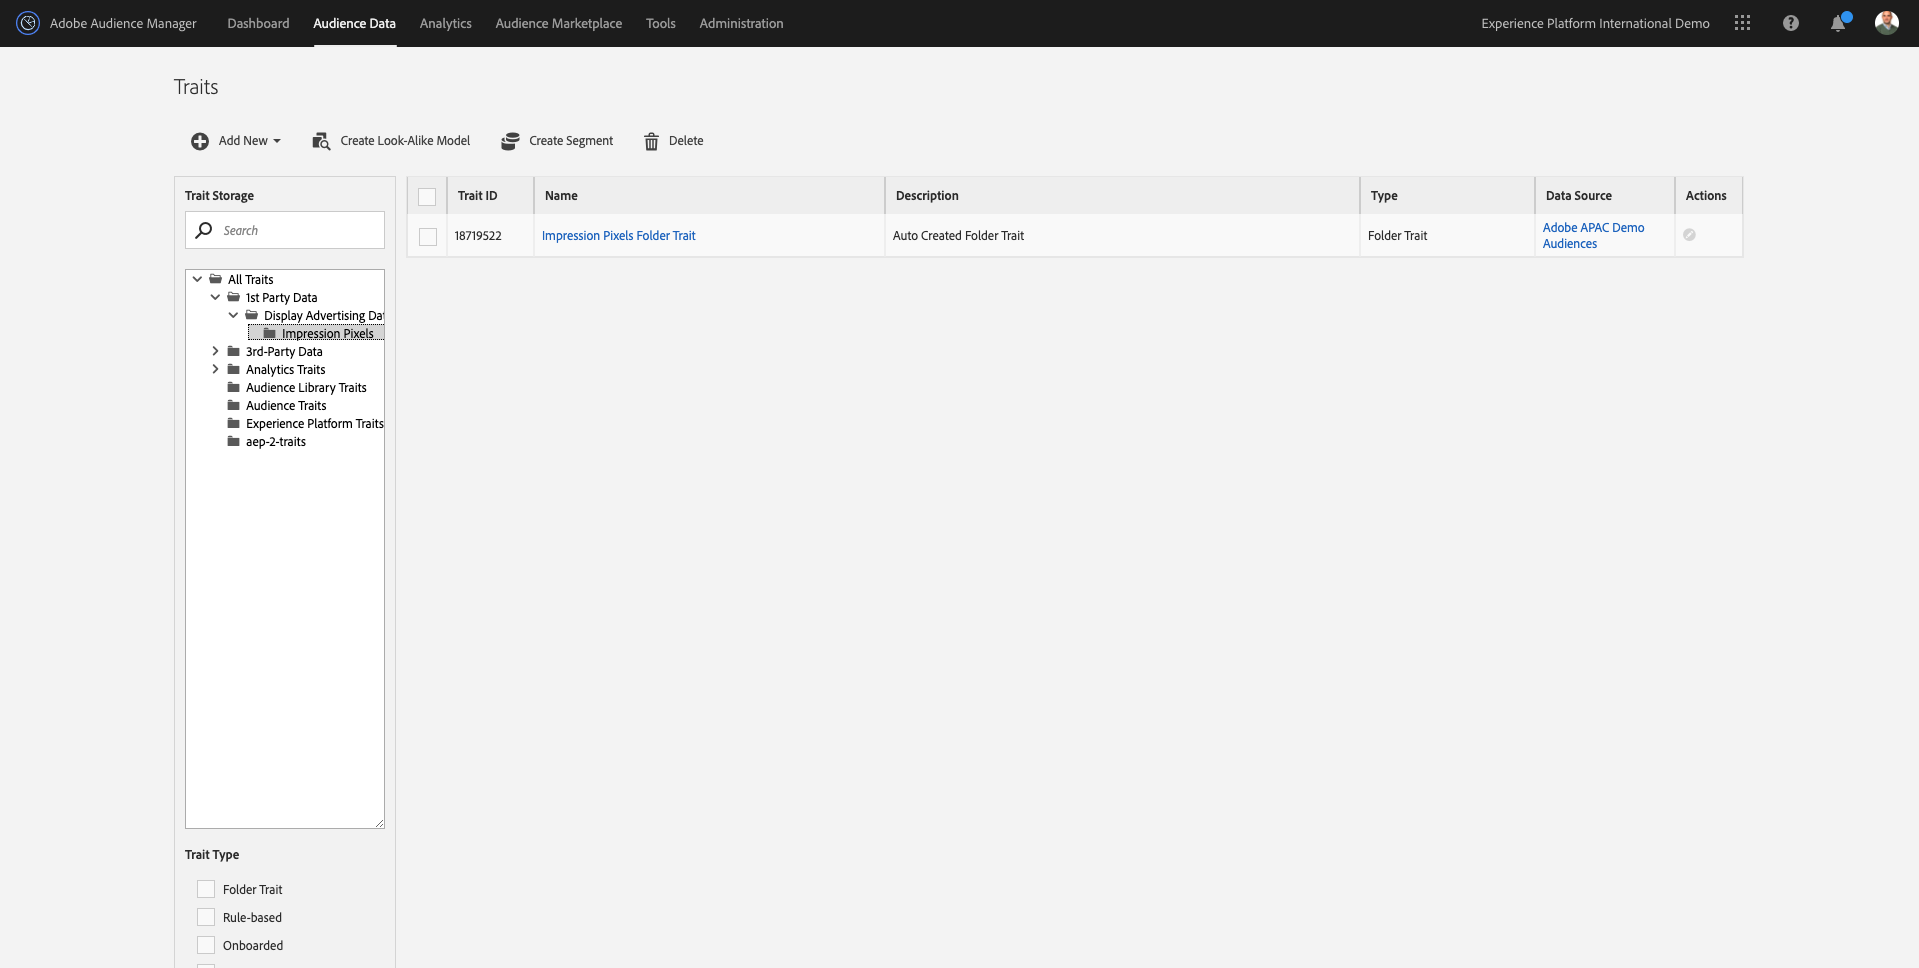 Adobe Audience Manager
Dashboard
Audience Data
Analytics
Audience Marketplace
Tools
Administration
Experience Platform International Demo
Traits
Add New
Create Look-Alike Model
Create Segment
Delete
Trait Storage
Search
All Traits
1st Party Data
Display Advertising Dat
Impression Pixels
3rd-Party Data
Analytics Traits
Audience Library Traits
Audience Traits
Experience Platform Traits
aep-2-traits
Trait Type
Folder Trait
Rule-based
Onboarded
Trait ID
Name
Description
Type
Data Source
Actions
18719522
Impression Pixels Folder Trait
Auto Created Folder Trait
Folder Trait
Adobe APAC Demo
Audiences